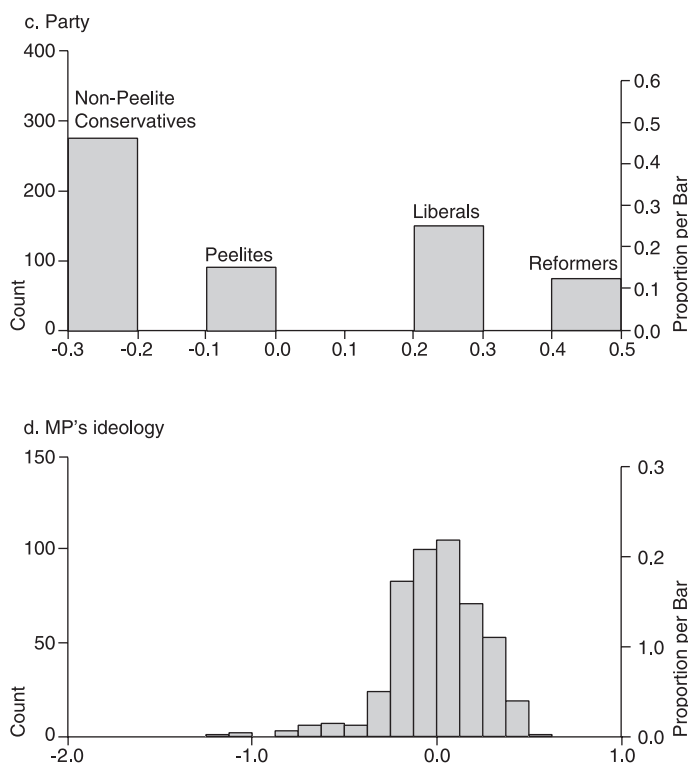 c. Party
400
300
200
100
0
Count
Non-Peelite
Conservatives
Peelites
Liberals
Reformers
0.6
0.5
0.4
0.3
0.2
0.1
0.0
Proportion per Bar
-0.3 -0.2 -0.1 0.0 0.1 0.2 0.3 0.4 0.5
d. MP's ideology
150
100
50
0
Count
0.3
0.2
1.0
0.0
Proportion per Bar
-2.0 -1.0 0.0 1.0